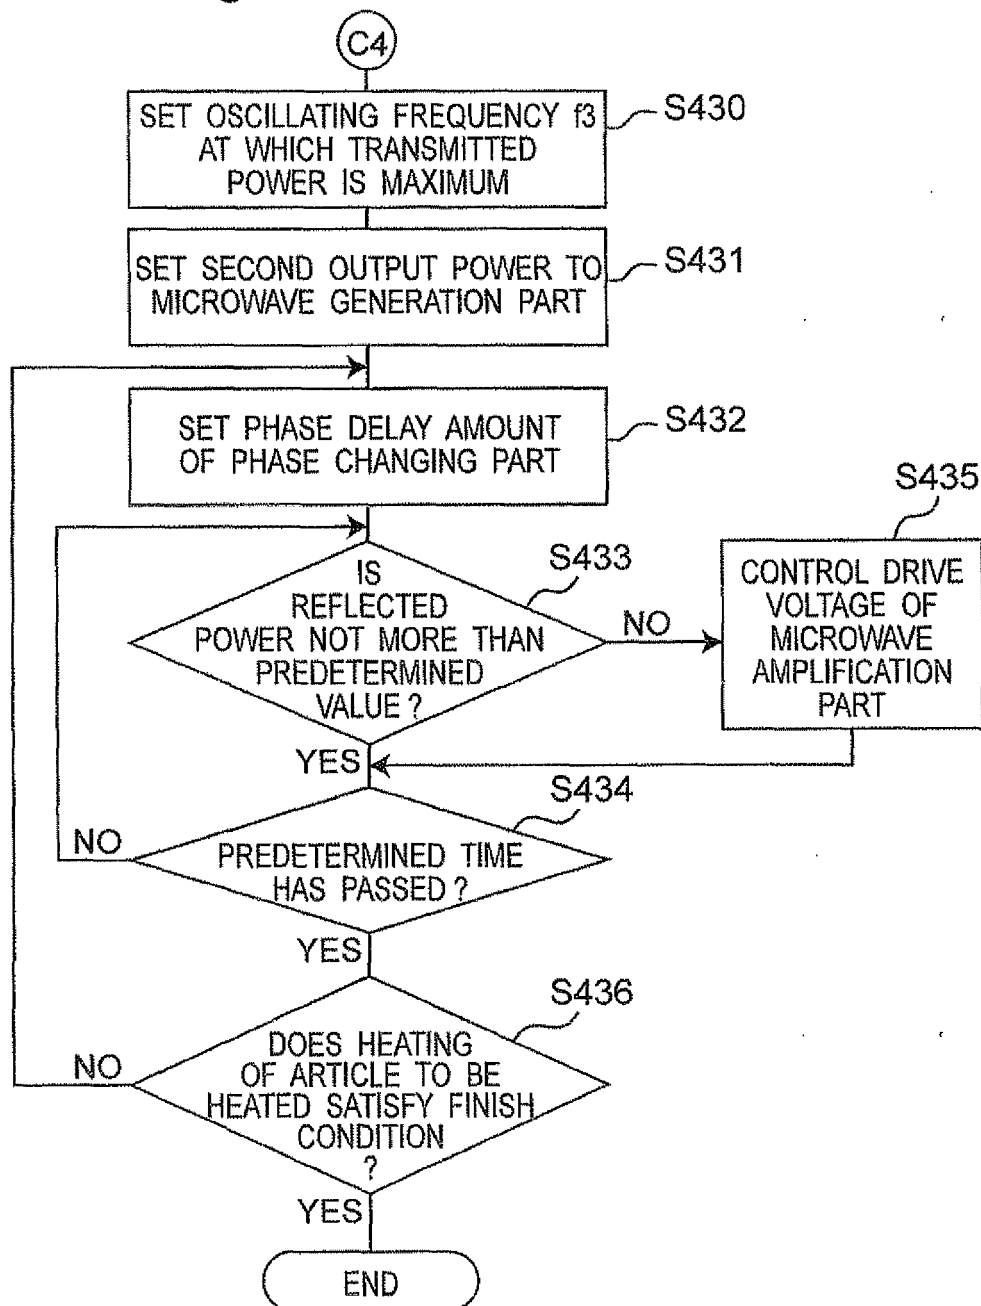 C4
SET OSCILLATING FREQUENCY f3
AT WHICH TRANSMITTED
POWER IS MAXIMUM
S430
SET SECOND OUTPUT POWER TO
MICROWAVE GENERATION PART
S431
SET PHASE DELAY AMOUNT
OF PHASE CHANGING PART
S432
IS
REFLECTED
POWER NOT MORE THAN
PREDETERMINED
VALUE ?
S433
NO
S435
CONTROL DRIVE
VOLTAGE OF
MICROWAVE
AMPLIFICATION
PART
YES
S434
NO
PREDETERMINED TIME
HAS PASSED ?
YES
S436
NO
DOES HEATING
OF ARTICLE TO BE
HEATED SATISFY FINISH
CONDITION
?
YES
END